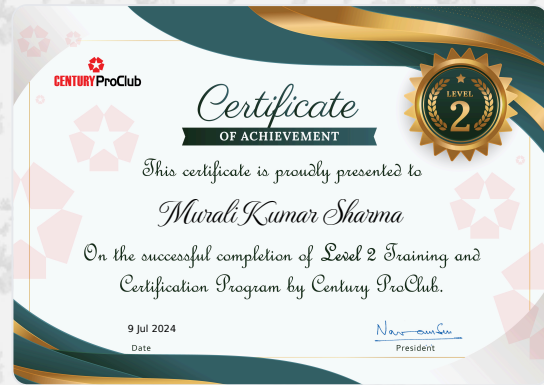 CENTURY ProClub
LEVEL
2
Certificate
OF ACHIEVEMENT
This certificate is proudly presented to
Murali Kumar Sharma
On the successful completion of Level 2 Training and
Certification Program by Century ProClub.
9 Jul 2024
Date
President